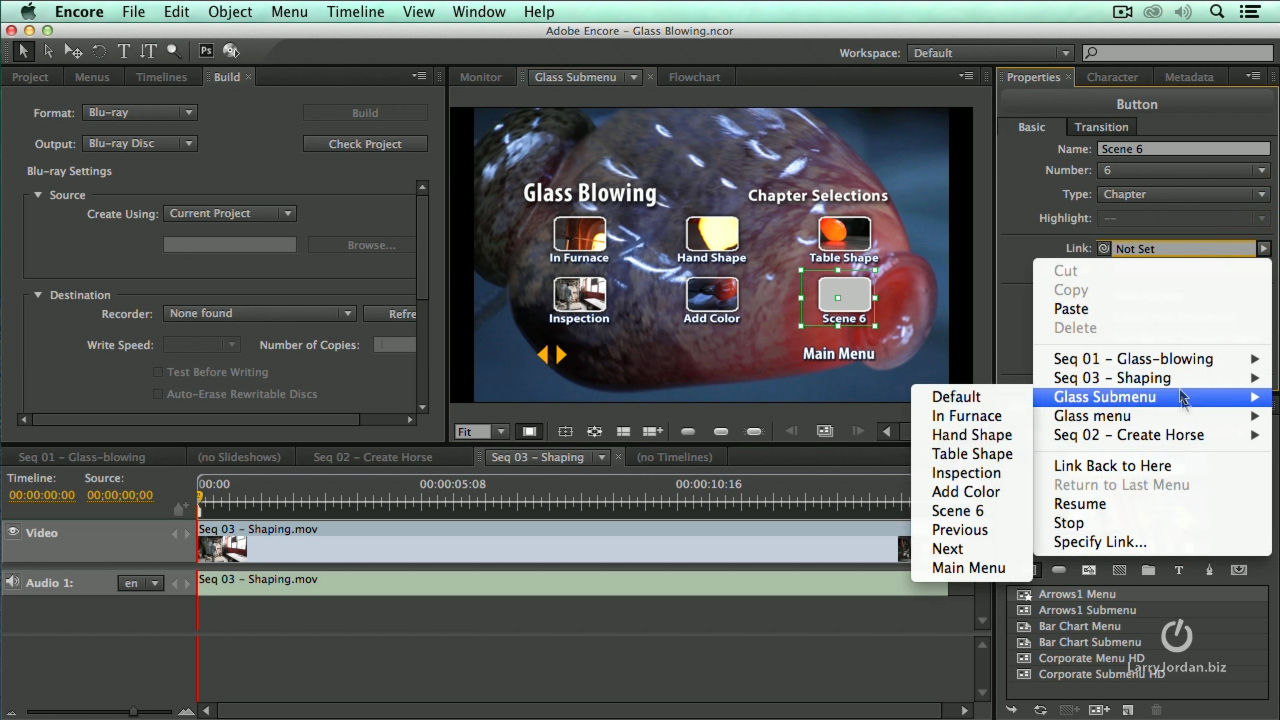 Encore File Edit Object Menu Timeline View Window Help
Adobe Encore - Glass Blowing.ncor
Ps
Workspace: Default
Project Menus Timelines Build
Monitor Glass Submenu Flowchart
Properties Character Metadata
Format: Blu-ray Build
Output: Blu-ray Disc Check Project
Blu-ray Settings
Source
Create Using: Current Project
Browse...
Destination
Recorder: None found Refre
Write Speed: Number of Copies: 1
Test Before Writing
Auto-Erase Rewritable Discs
Glass Blowing Chapter Selections
In Furnace Hand Shape Table Shape
Inspection Add Color Scene 6
Main Menu
Fit
Button
Basic Transition
Name: Scene 6
Number: 6
Type: Chapter
Highlight: --
Link: Not Set
Cut
Copy
Paste
Delete
Seq 01 - Glass-blowing
Seq 03 - Shaping
Glass Submenu
Glass menu
Seq 02 - Create Horse
Link Back to Here
Return to Last Menu
Resume
Stop
Specify Link...
Default
In Furnace
Hand Shape
Table Shape
Inspection
Add Color
Scene 6
Previous
Next
Main Menu
Seq 01 - Glass-blowing (no Slideshows) Seq 02 - Create Horse Seq 03 - Shaping (no Timelines)
Timeline: Source:
00:00:00:00 00;00;00;00
:00:00 00:00:05:08 00:00:10:16
Video
Seq 03 - Shaping.mov
Audio 1: en
Seq 03 - Shaping.mov
T
Arrows1 Menu
Arrows1 Submenu
Bar Chart Menu
Bar Chart Submenu
Corporate Menu HD
Corporate Submenu HD
LarryJordan.biz